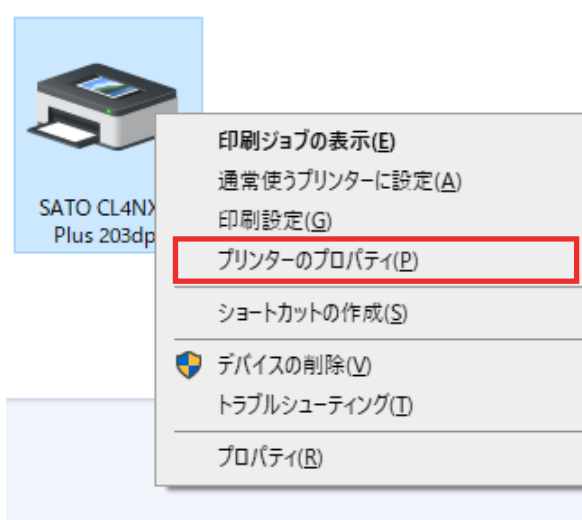 SATO CL4NX
Plus 203dp
印刷ジョブの表示(E)
通常使うプリンターに設定(A)
印刷設定(G)
プリンターのプロパティ(P)
ショートカットの作成(S)
デバイスの削除(V)
トラブルシューティング(T)
プロパティ(R)